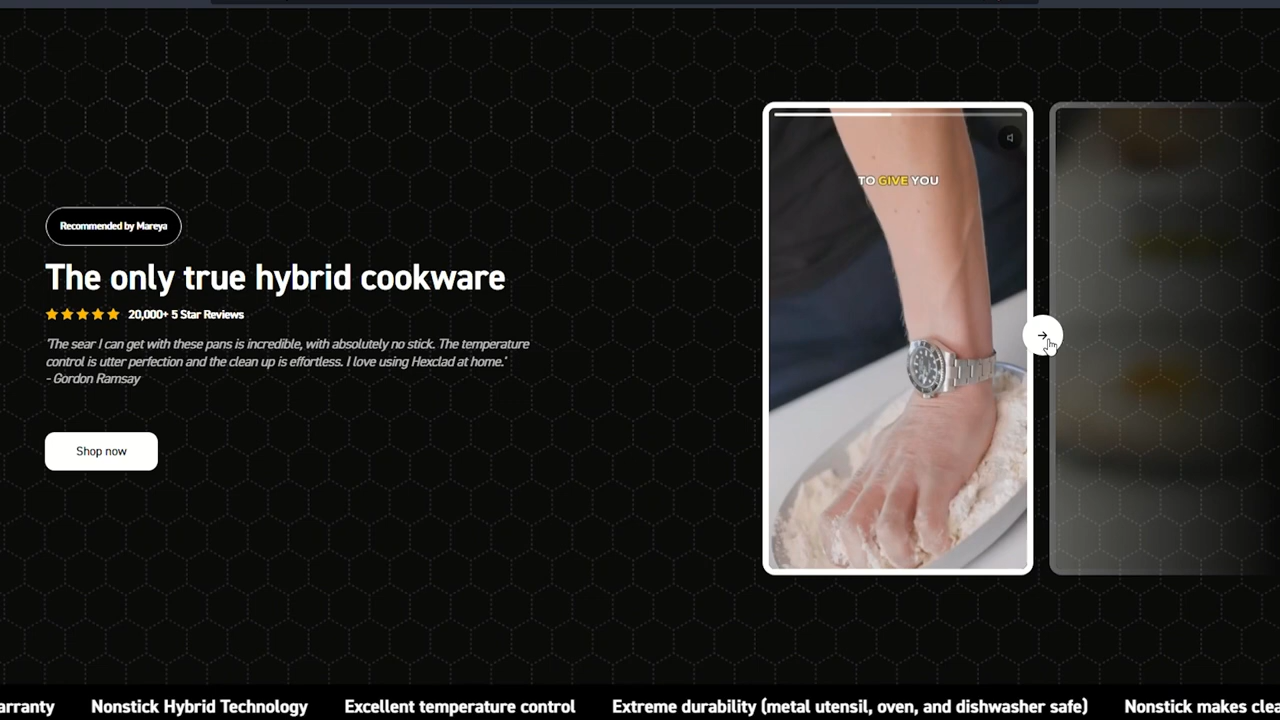 Recommended by Mareya
The only true hybrid cookware
20,000+ 5 Star Reviews
'The sear I can get with these pans is incredible, with absolutely no stick. The temperature
control is utter perfection and the clean up is effortless. I love using Hexclad at home.'
- Gordon Ramsay
Shop now
TO GIVE YOU
arranty Nonstick Hybrid Technology Excellent temperature control Extreme durability (metal utensil, oven, and dishwasher safe) Nonstick makes clea